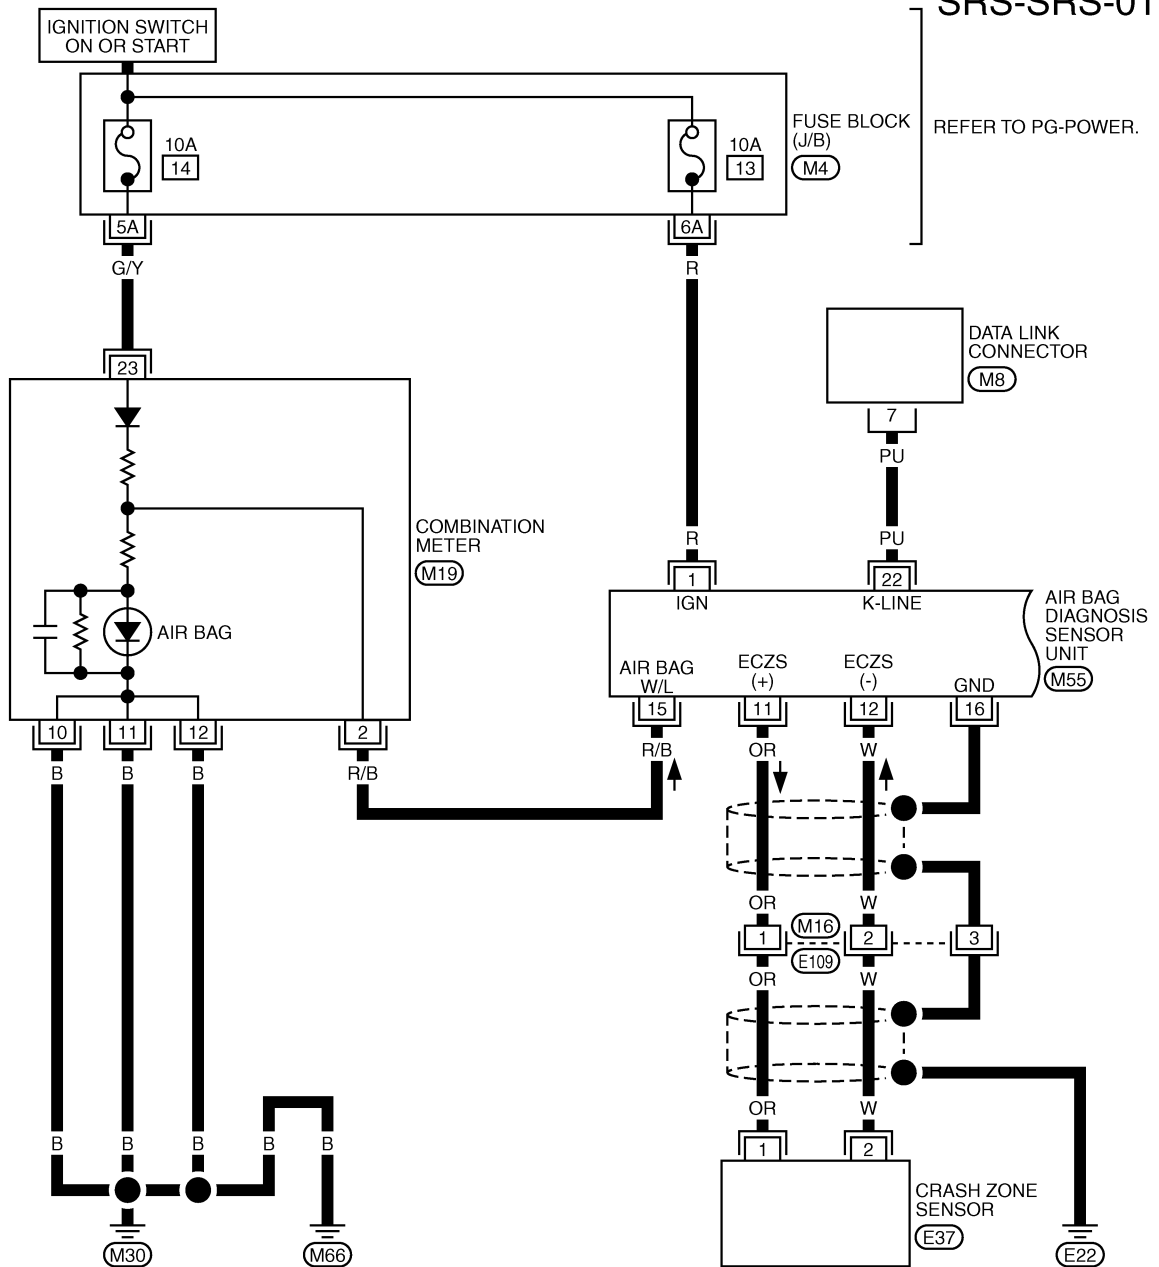 SRS-SRS-01
IGNITION SWITCH
ON OR START
10A
14
10A
13
FUSE BLOCK
(J/B)
M4
REFER TO PG-POWER.
5A
6A
G/Y
R
DATA LINK
CONNECTOR
M8
7
PU
23
COMBINATION
METER
M19
AIR BAG
R
PU
1
22
IGN
K-LINE
AIR BAG
DIAGNOSIS
SENSOR
UNIT
M55
AIR BAG
W/L
ECZS
(+)
ECZS
(-)
GND
15
11
12
16
10
11
12
2
B
B
B
R/B
R/B
OR
W
OR
W
1
M16
E109
2
3
OR
W
OR
W
1
2
B
B
B
B
B
CRASH ZONE
SENSOR
E37
M30
M66
E22